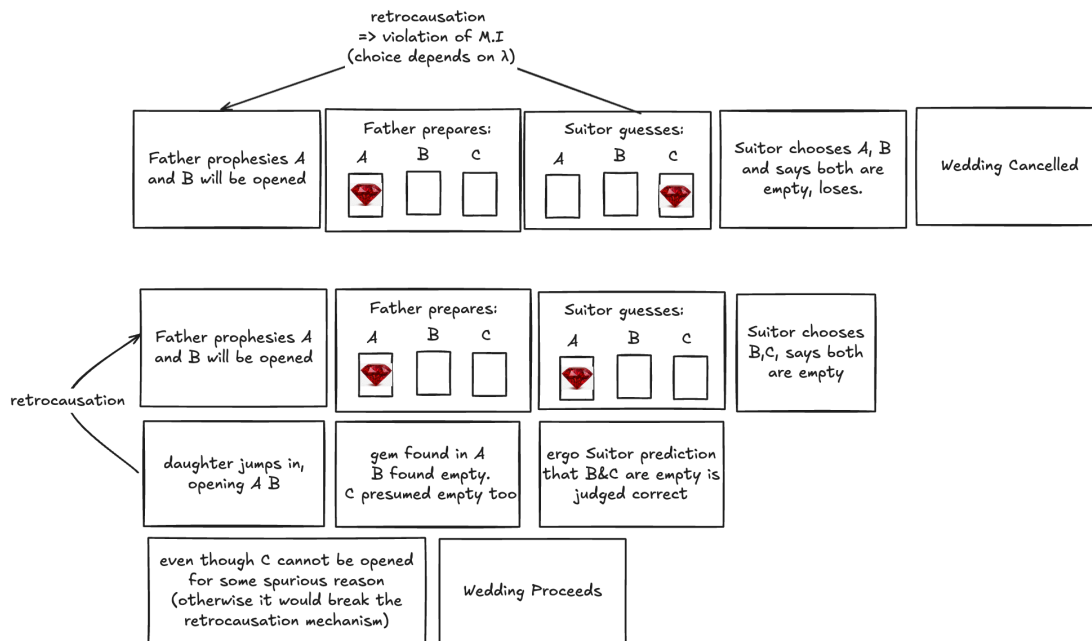 retrocausation
=> violation of M.I
(choice depends on λ)
Father prophesies A
and B will be opened
Father prepares:
A B C
Suitor guesses:
A B C
Suitor chooses A, B
and says both are
empty, loses.
Wedding Cancelled
Father prophesies A
and B will be opened
Father prepares:
A B C
Suitor guesses:
A B C
Suitor chooses
B,C, says both
are empty
retrocausation
daughter jumps in,
opening A B
gem found in A
B found empty.
C presumed empty too
ergo Suitor prediction
that B&C are empty is
judged correct
even though C cannot be opened
for some spurious reason
(otherwise it would break the
retrocausation mechanism)
Wedding Proceeds